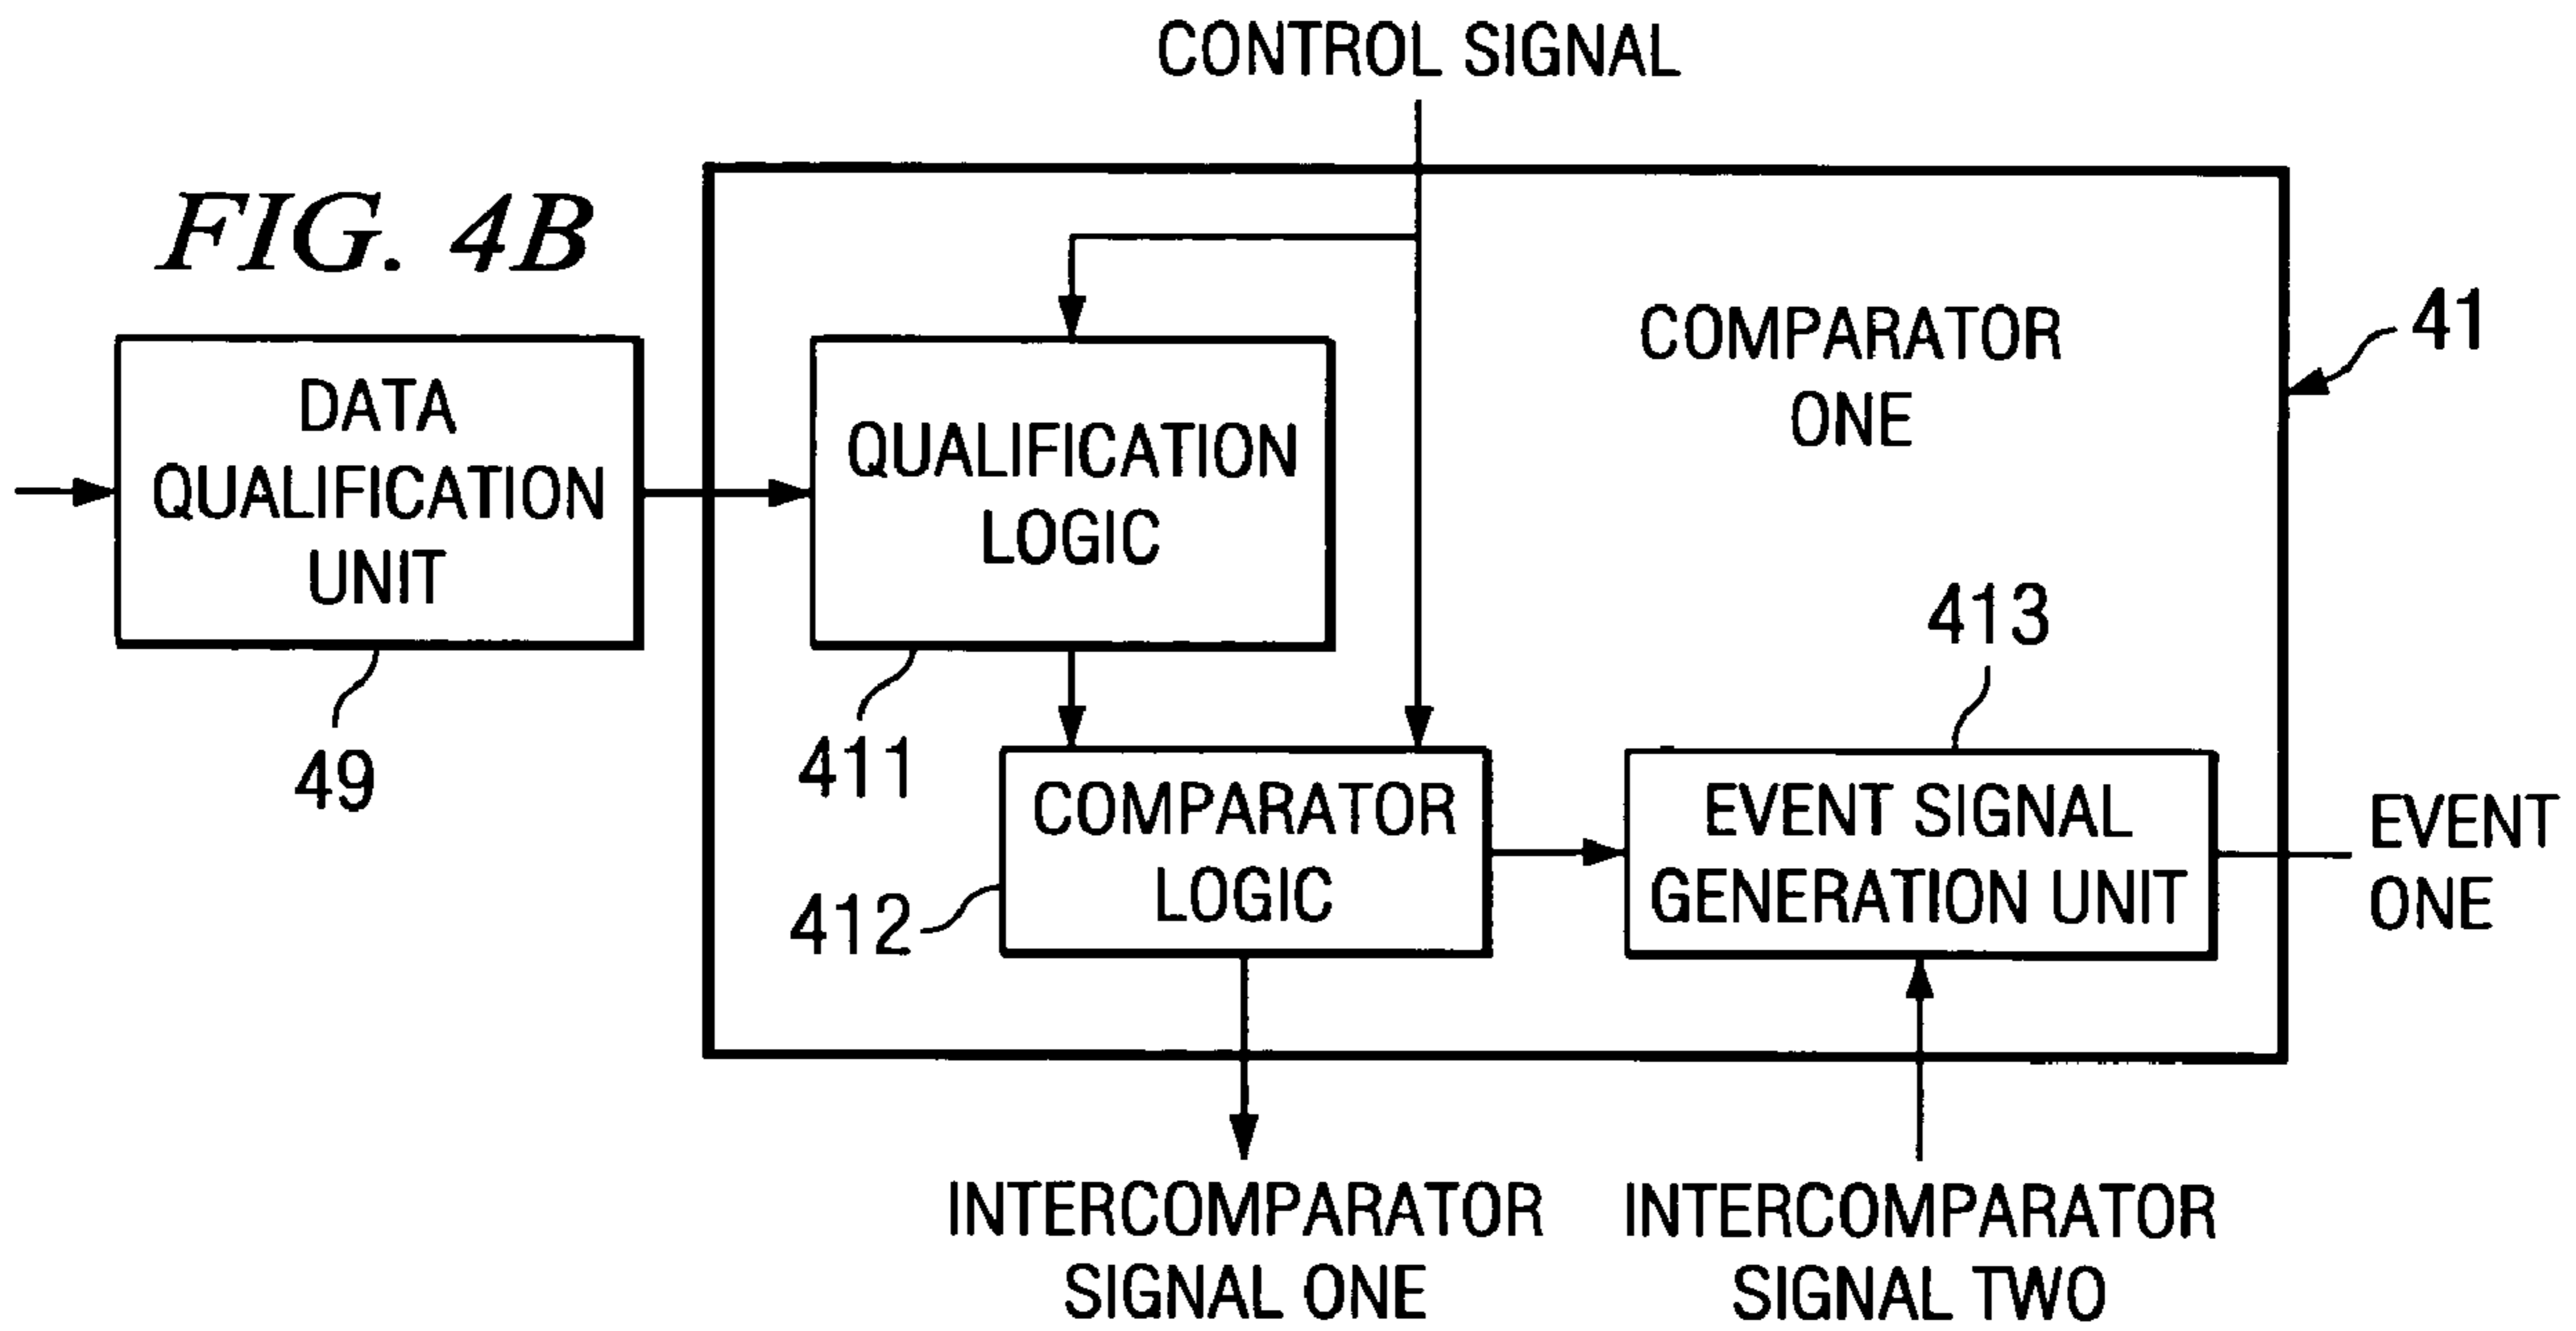 CONTROL SIGNAL
FIG. 4B
COMPARATOR
ONE
41
DATA
QUALIFICATION
UNIT
49
QUALIFICATION
LOGIC
411
413
COMPARATOR
LOGIC
412
EVENT SIGNAL
GENERATION UNIT
EVENT
ONE
INTERCOMPARATOR
SIGNAL ONE
INTERCOMPARATOR
SIGNAL TWO